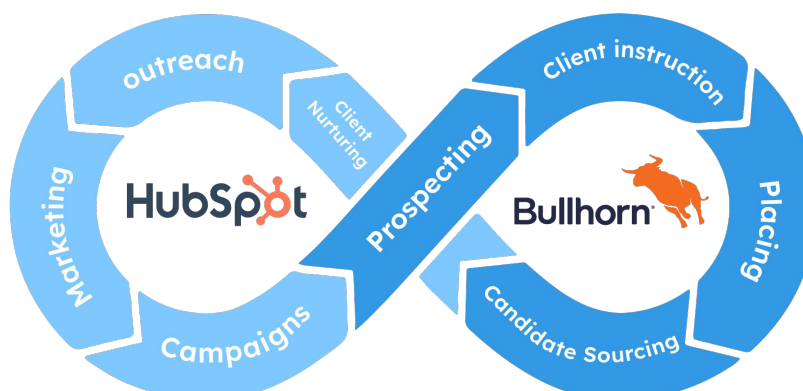 outreach
Client
Nurturing
Marketing
HubSpot
Campaigns
Prospecting
Client instruction
Placing
Bullhorn
Candidate Sourcing